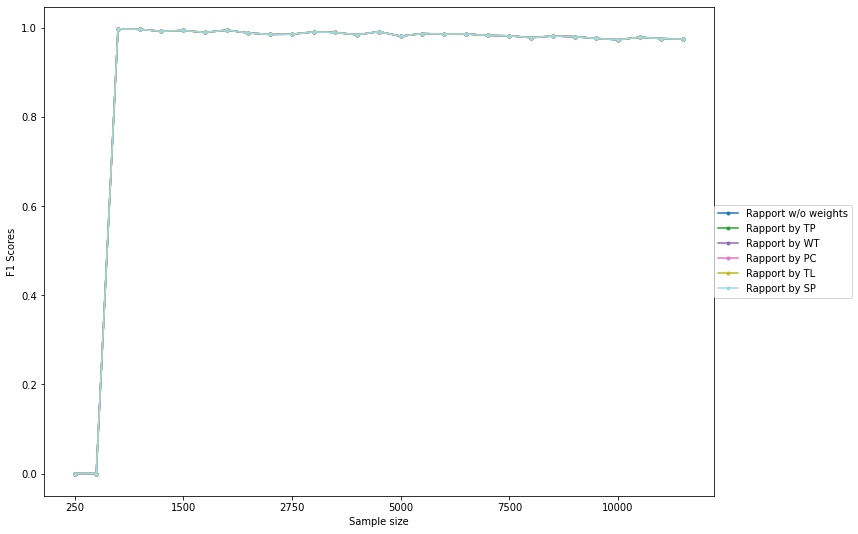 1.0
0.8
0.6
0.4
0.2
0.0
F1 Scores
250 1500 2750 5000 7500 10000
Sample size
Rapport w/o weights
Rapport by TP
Rapport by WT
Rapport by PC
Rapport by TL
Rapport by SP